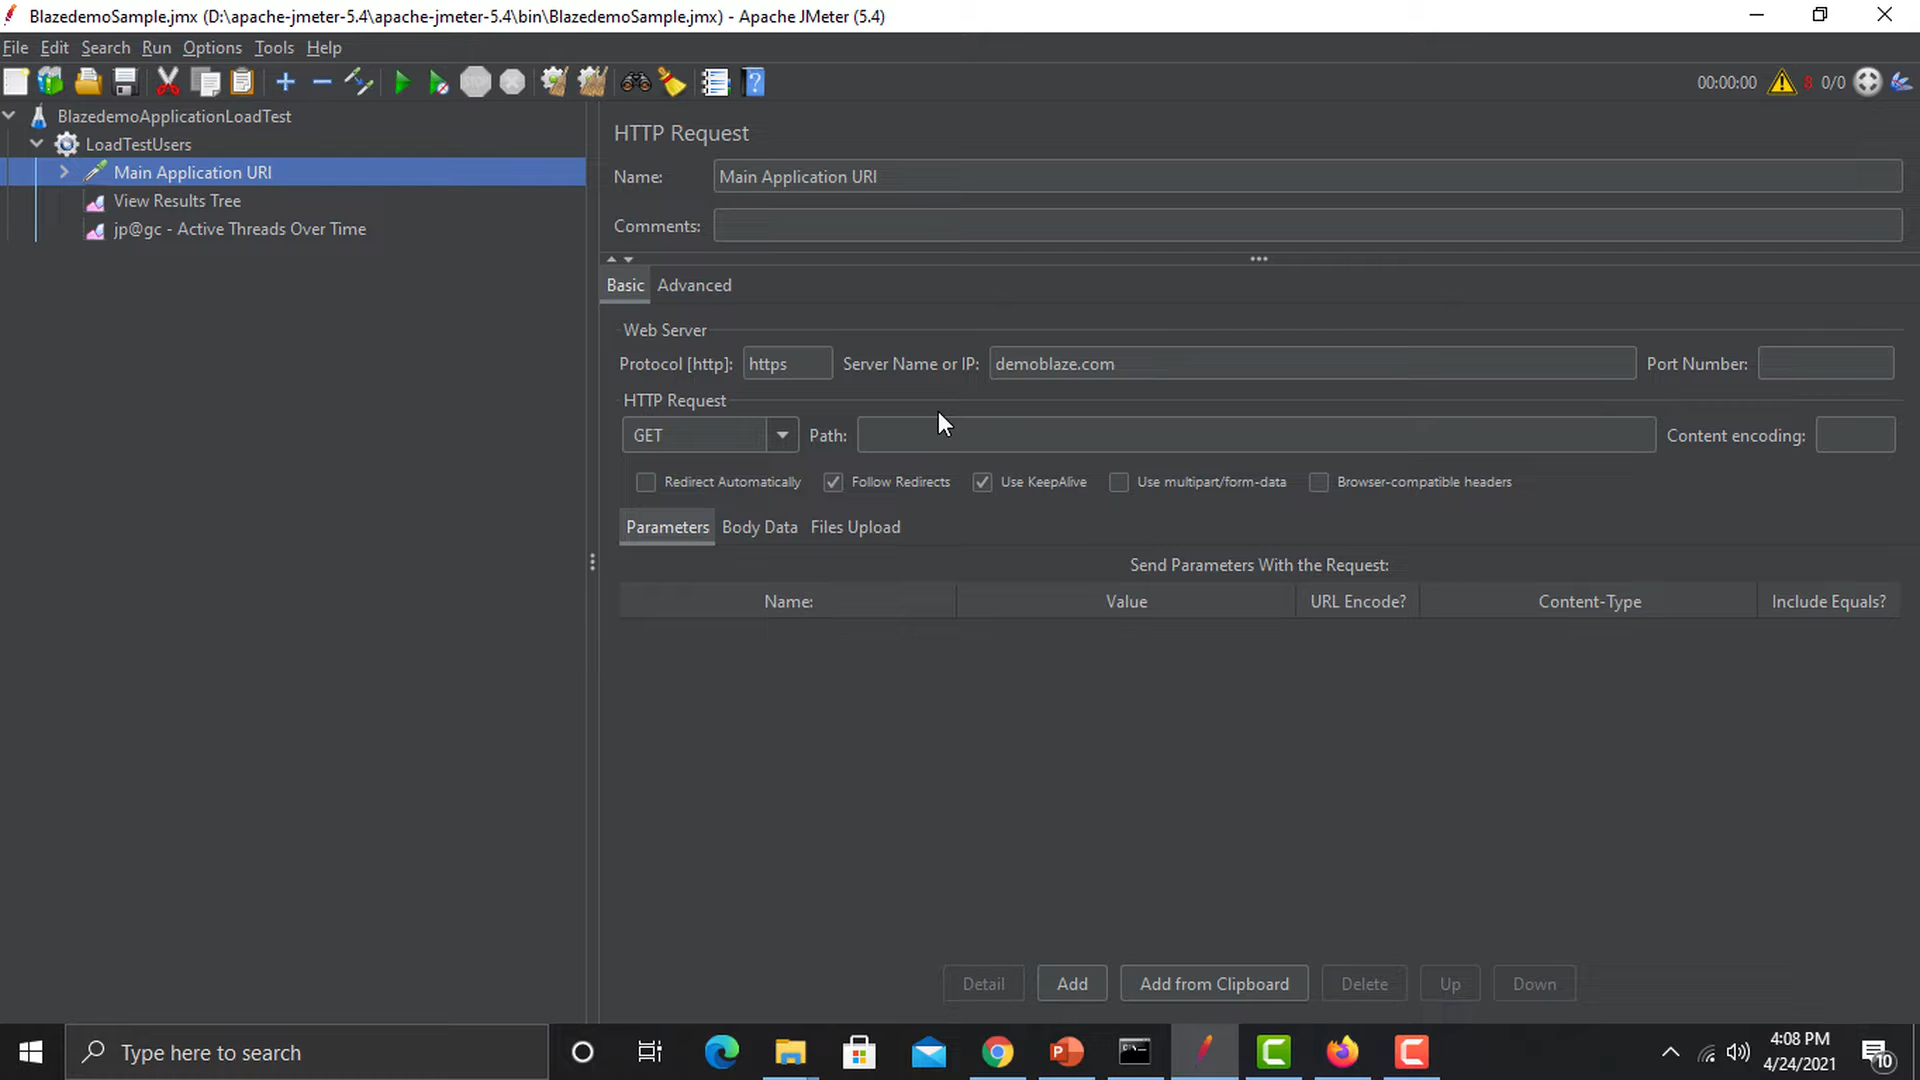 BlazedemoSample.jmx (D:\apache-jmeter-5.4\apache-jmeter-5.4\bin\BlazedemoSample.jmx) - Apache JMeter (5.4)
File Edit Search Run Options Tools Help
00:00:00 8 0/0
BlazedemoApplicationLoadTest
LoadTestUsers
Main Application URI
View Results Tree
jp@gc - Active Threads Over Time
HTTP Request
Name: Main Application URI
Comments:
Basic Advanced
Web Server
Protocol [http]: https Server Name or IP: demoblaze.com Port Number:
HTTP Request
GET Path: Content encoding:
Redirect Automatically Follow Redirects Use KeepAlive Use multipart/form-data Browser-compatible headers
Parameters Body Data Files Upload
Send Parameters With the Request:
Name: Value URL Encode? Content-Type Include Equals?
Detail Add Add from Clipboard Delete Up Down
Type here to search
4:08 PM
4/24/2021
10